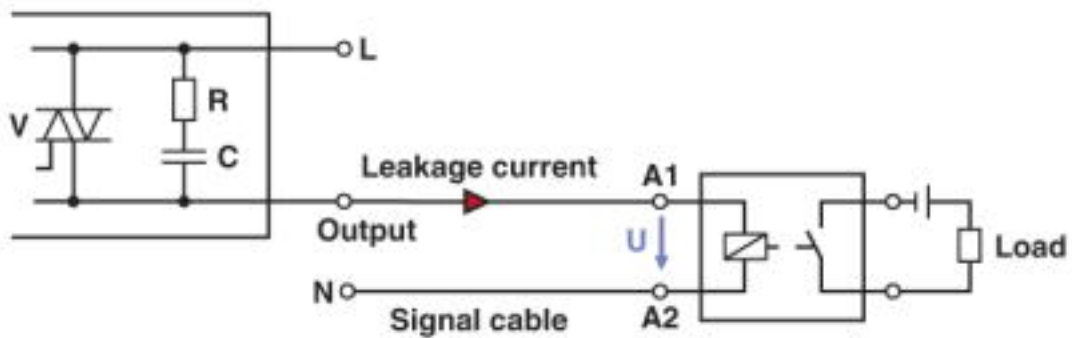 L
R
V
C
Leakage current
A1
Output
U
Load
N
Signal cable
A2